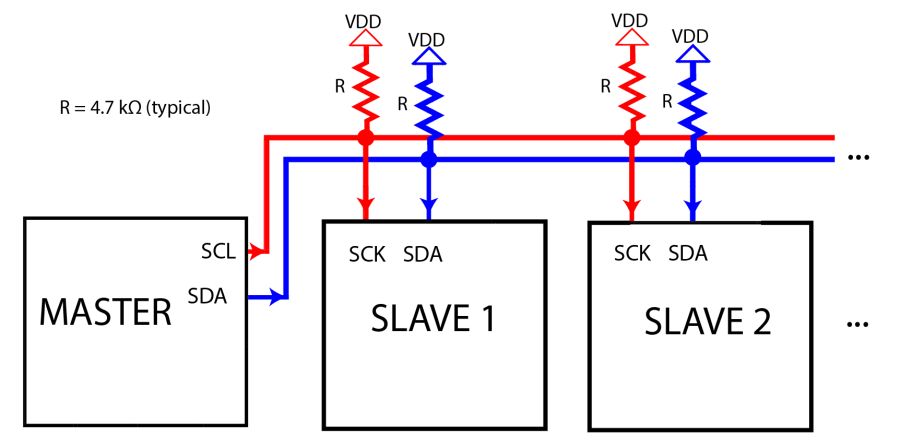 VDD
VDD
VDD
VDD
R
R
R
R
R = 4.7 kΩ (typical)
...
SCL
SDA
MASTER
SCK SDA
SLAVE 1
SCK SDA
SLAVE 2
...